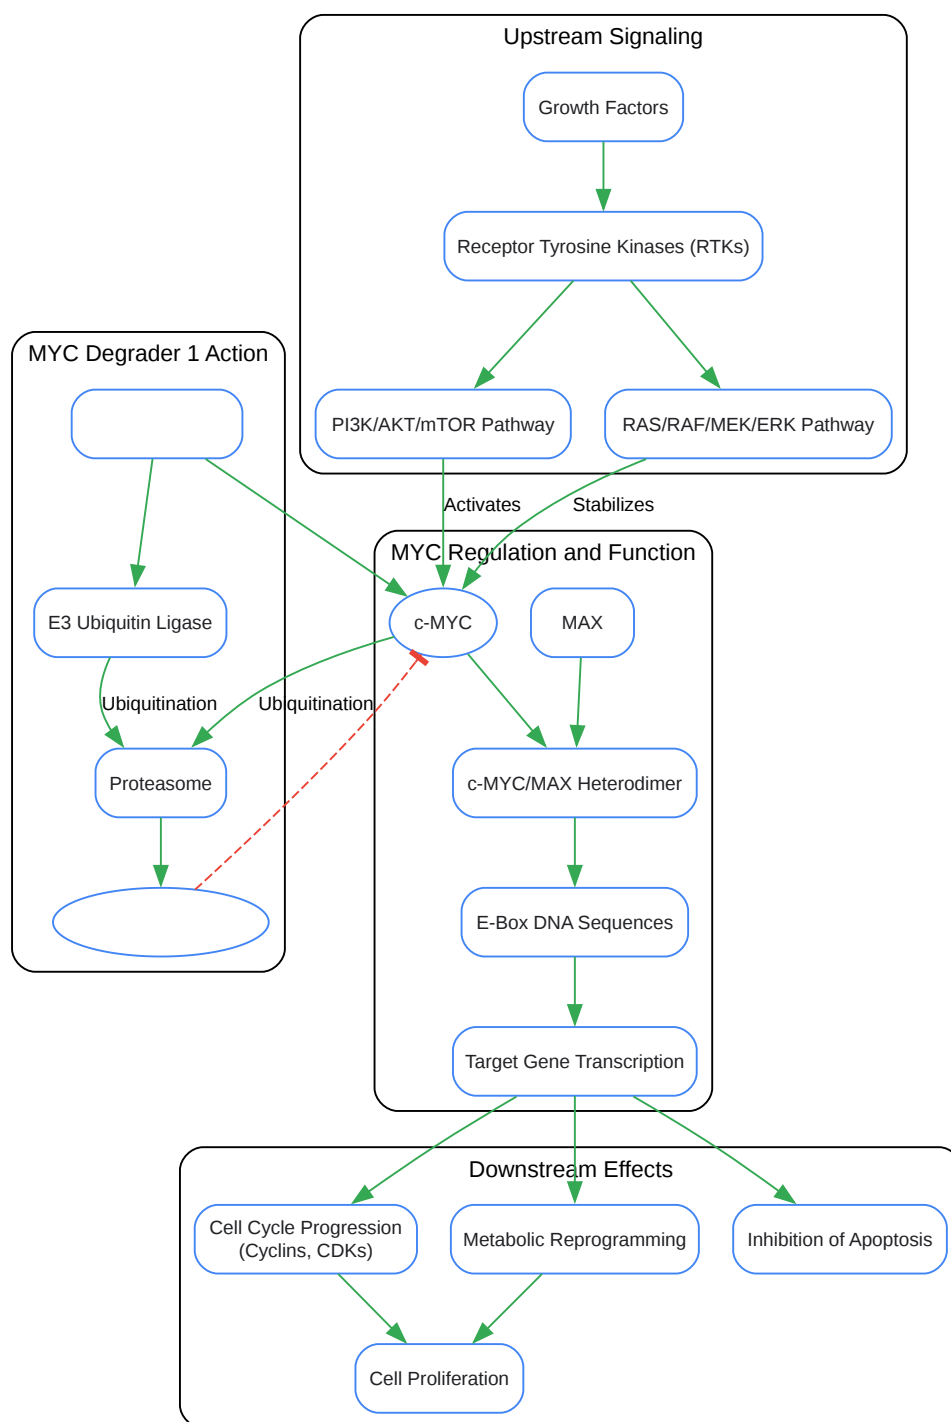 Upstream Signaling
Growth Factors
Receptor Tyrosine Kinases (RTKs)
MYC Degrader 1 Action
PI3K/AKT/mTOR Pathway
RAS/RAF/MEK/ERK Pathway
Activates
Stabilizes
MYC Regulation and Function
E3 Ubiquitin Ligase
c-MYC
MAX
Ubiquitination
Ubiquitination
Proteasome
c-MYC/MAX Heterodimer
E-Box DNA Sequences
Target Gene Transcription
Downstream Effects
Cell Cycle Progression
(Cyclins, CDKs)
Metabolic Reprogramming
Inhibition of Apoptosis
Cell Proliferation